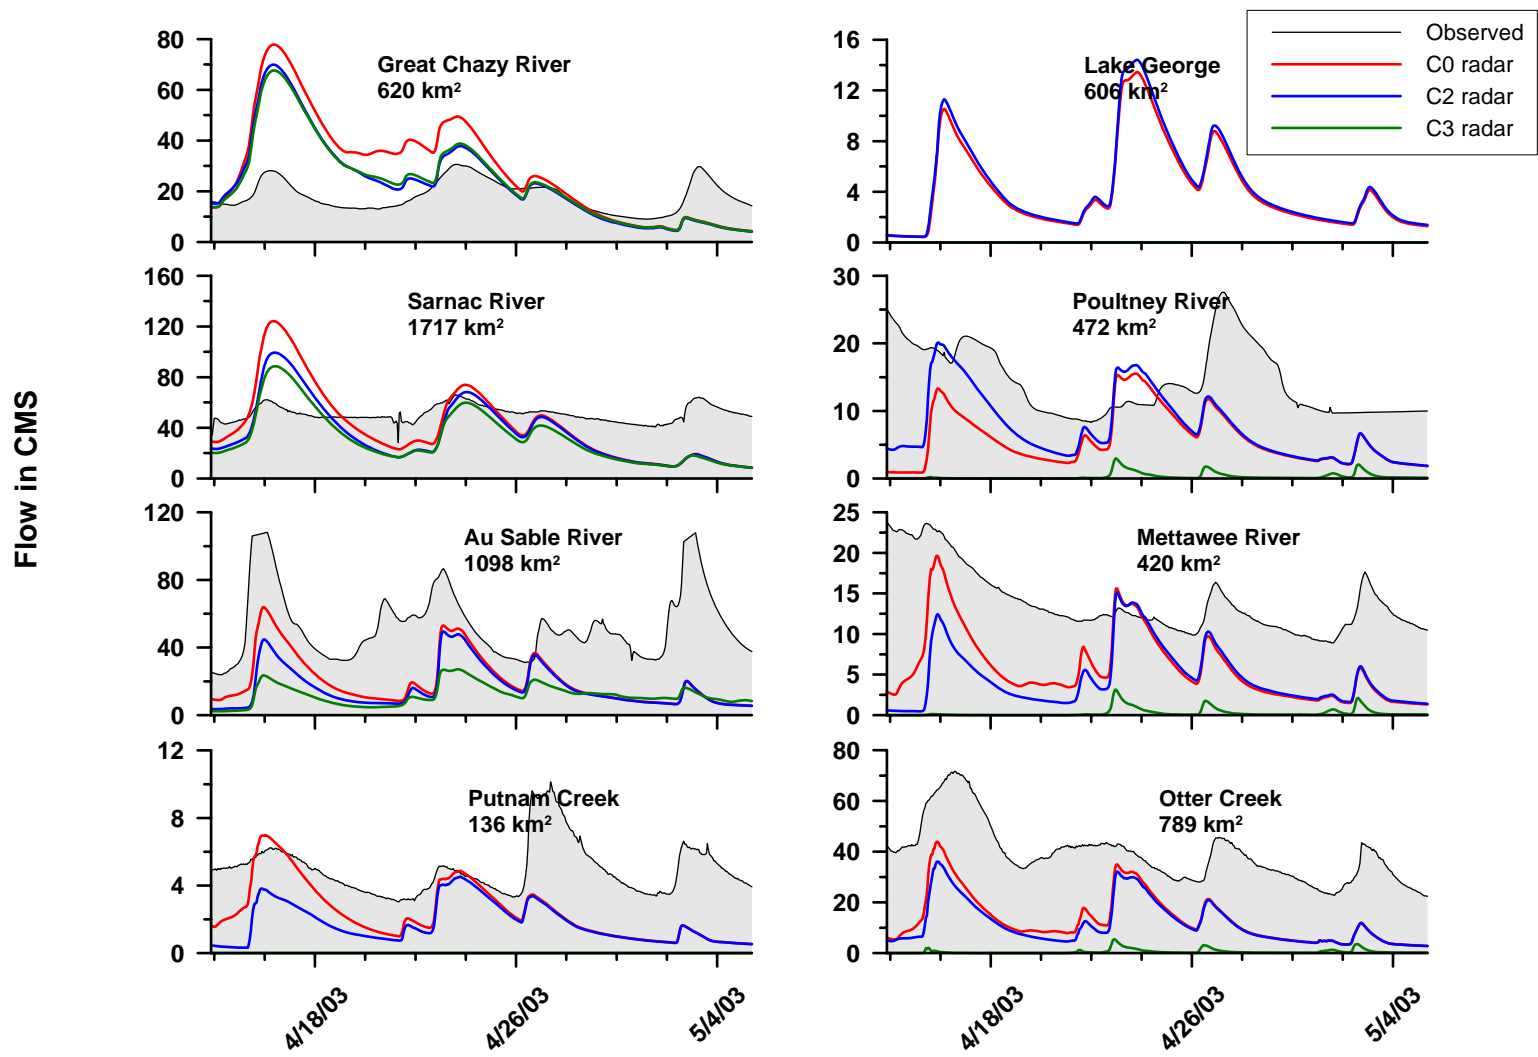 Flow in CMS
80
60
40
20
0
Great Chazy River
620 km²
16
12
8
4
0
Lake George
606 km²
Observed
C0 radar
C2 radar
C3 radar
160
120
80
40
0
Sarnac River
1717 km²
30
20
10
0
Poultney River
472 km²
120
80
40
0
Au Sable River
1098 km²
25
20
15
10
5
0
Mettawee River
420 km²
12
8
4
0
Putnam Creek
136 km²
80
60
40
20
0
Otter Creek
789 km²
4/18/03
4/26/03
5/4/03
4/18/03
4/26/03
5/4/03